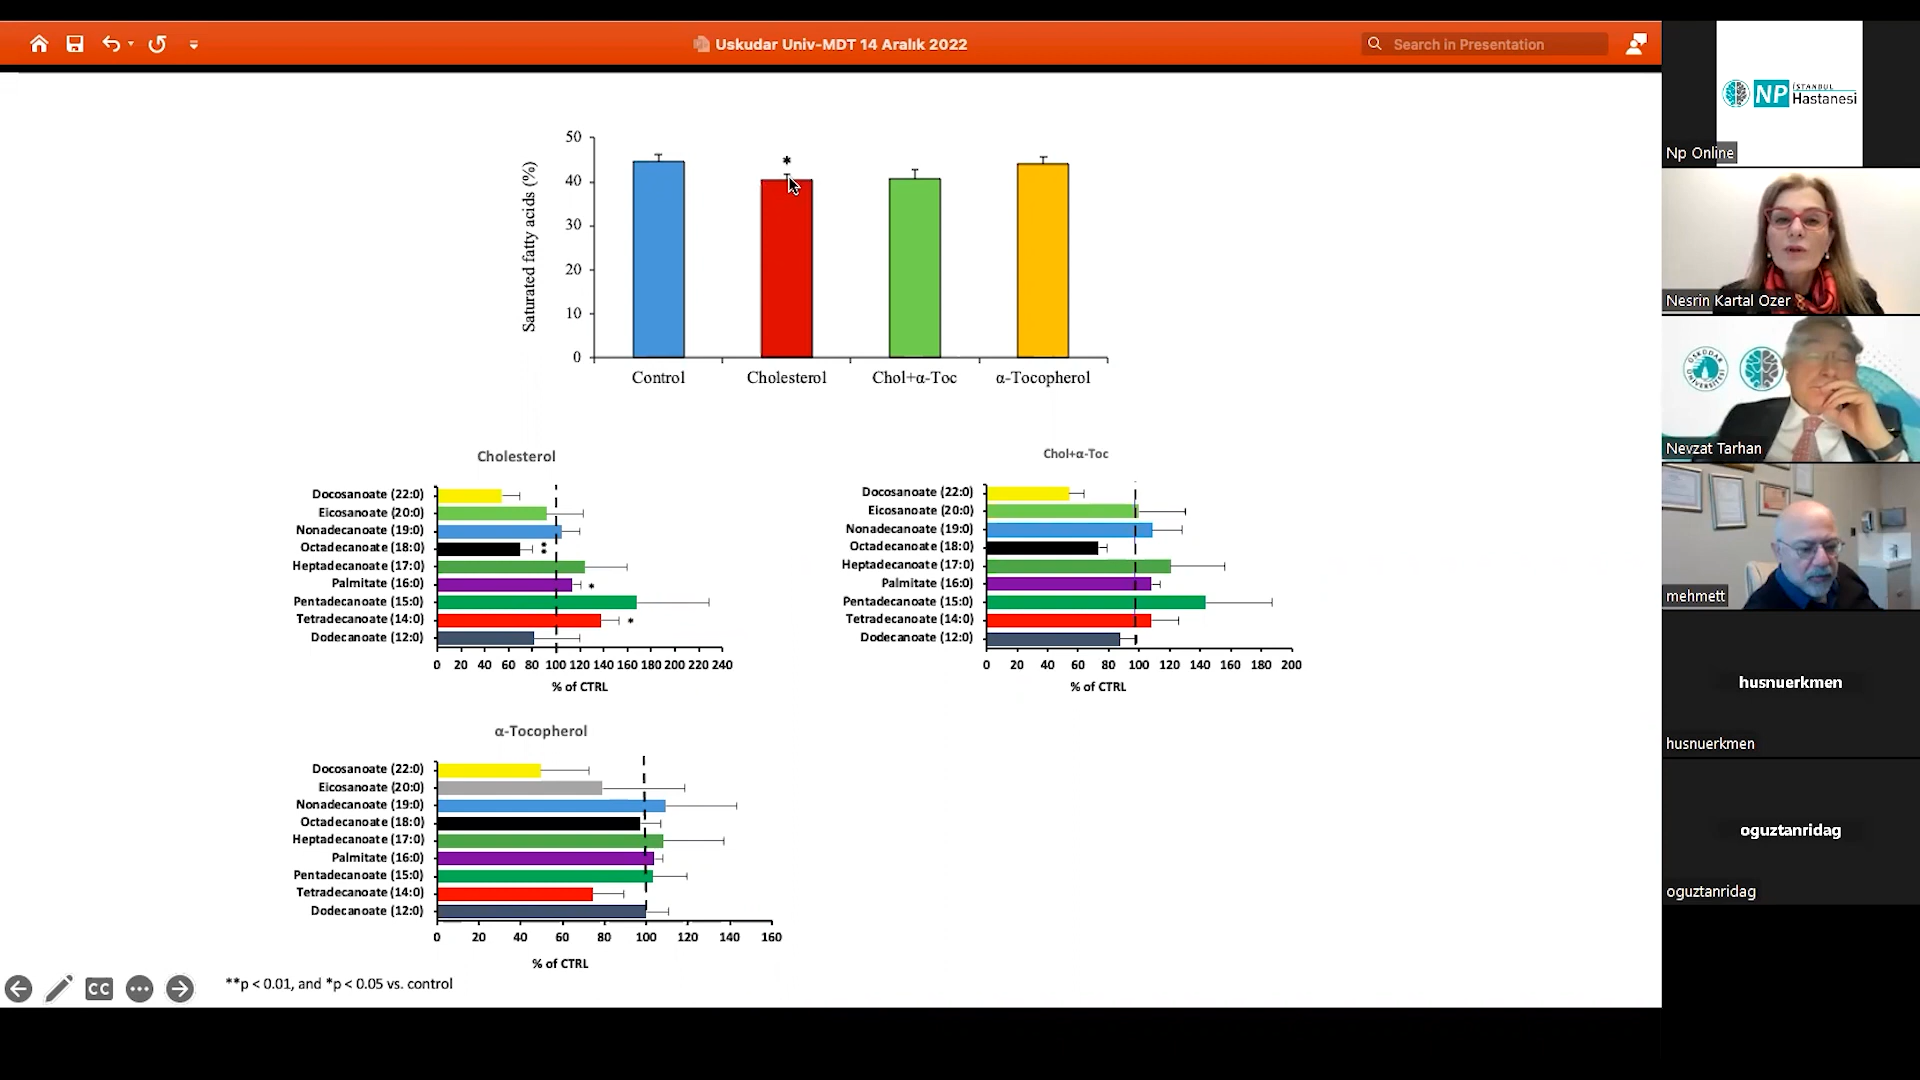 Uskudar Univ-MDT 14 Aralık 2022
Search in Presentation
Saturated fatty acids (%)
50
40
30
20
10
0
Control Cholesterol Chol+α-Toc α-Tocopherol
*
Cholesterol
Docosanoate (22:0)
Eicosanoate (20:0)
Nonadecanoate (19:0)
Octadecanoate (18:0) **
Heptadecanoate (17:0)
Palmitate (16:0) *
Pentadecanoate (15:0)
Tetradecanoate (14:0) *
Dodecanoate (12:0)
0 20 40 60 80 100 120 140 160 180 200 220 240
% of CTRL
Chol+α-Toc
Docosanoate (22:0)
Eicosanoate (20:0)
Nonadecanoate (19:0)
Octadecanoate (18:0)
Heptadecanoate (17:0)
Palmitate (16:0)
Pentadecanoate (15:0)
Tetradecanoate (14:0)
Dodecanoate (12:0)
0 20 40 60 80 100 120 140 160 180 200
% of CTRL
α-Tocopherol
Docosanoate (22:0)
Eicosanoate (20:0)
Nonadecanoate (19:0)
Octadecanoate (18:0)
Heptadecanoate (17:0)
Palmitate (16:0)
Pentadecanoate (15:0)
Tetradecanoate (14:0)
Dodecanoate (12:0)
0 20 40 60 80 100 120 140 160
% of CTRL
**p < 0.01, and *p < 0.05 vs. control
CC
NP İSTANBUL Hastanesi
Np Online
Nesrin Kartal Ozer
ÜSKÜDAR ÜNİVERSİTESİ
Nevzat Tarhan
mehmett
husnuerkmen
husnuerkmen
oguztanridag
oguztanridag